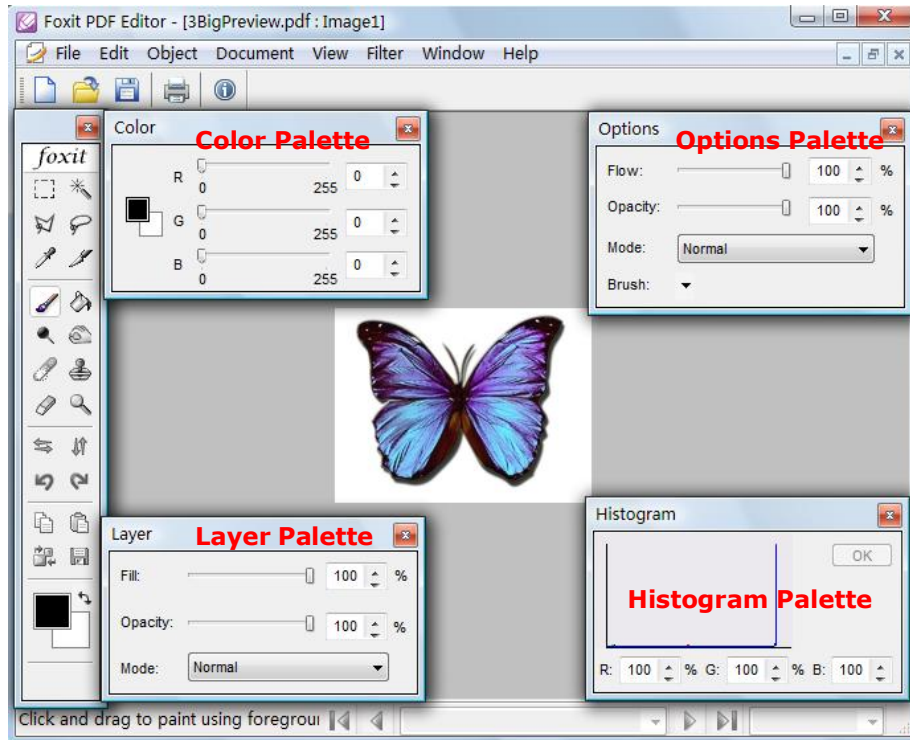 Foxit PDF Editor - [3BigPreview.pdf : Image1]
File Edit Object Document View Filter Window Help
foxit
Color
Color Palette
R 0 255 0
G 0 255 0
B 0 255 0
Options
Options Palette
Flow: 100 %
Opacity: 100 %
Mode: Normal
Brush:
Layer
Layer Palette
Fill: 100 %
Opacity: 100 %
Mode: Normal
Histogram
OK
Histogram Palette
R: 100 % G: 100 % B: 100
Click and drag to paint using foregrou